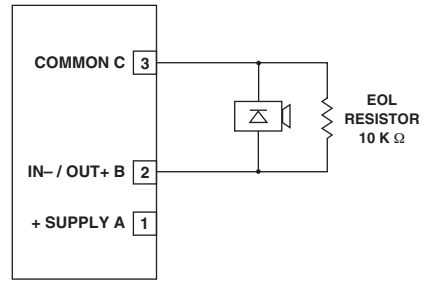 COMMON C 3
EOL
RESISTOR
10 K Ω
IN– / OUT+ B 2
+ SUPPLY A 1